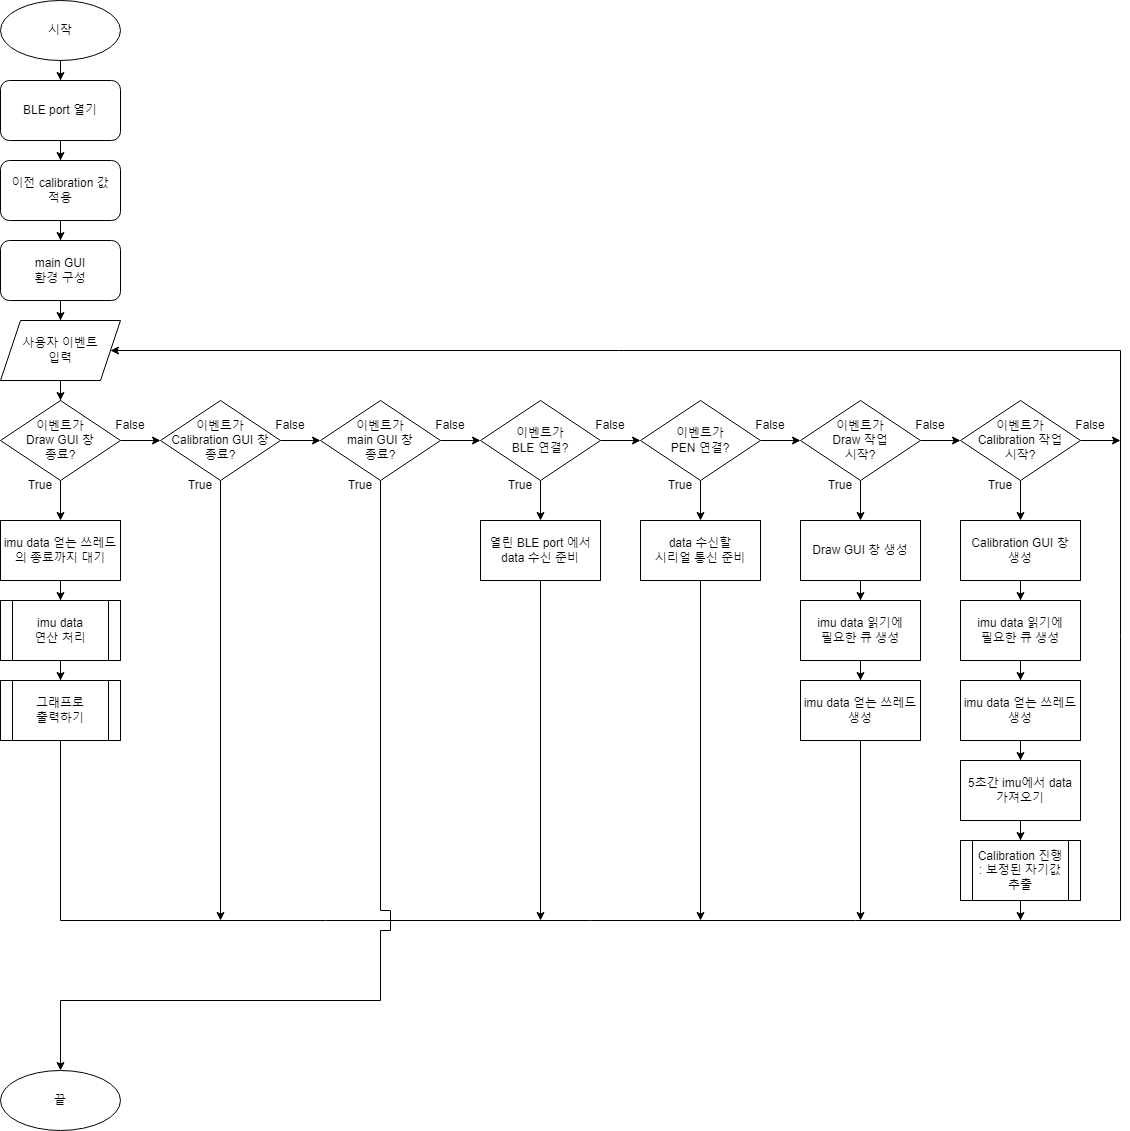 시작
BLE port 열기
이전 calibration 값
적용
main GUI
환경 구성
사용자 이벤트
입력
이벤트가
Draw GUI 창
종료?
False
True
이벤트가
Calibration GUI 창
종료?
False
True
이벤트가
main GUI 창
종료?
False
True
이벤트가
BLE 연결?
False
True
이벤트가
PEN 연결?
False
True
이벤트가
Draw 작업
시작?
False
True
이벤트가
Calibration 작업
시작?
False
True
imu data 얻는 쓰레드
의 종료까지 대기
imu data
연산 처리
그래프로
출력하기
열린 BLE port 에서
data 수신 준비
data 수신할
시리얼 통신 준비
Draw GUI 창 생성
imu data 읽기에
필요한 큐 생성
imu data 얻는 쓰레드
생성
Calibration GUI 창
생성
imu data 읽기에
필요한 큐 생성
imu data 얻는 쓰레드
생성
5초간 imu에서 data
가져오기
Calibration 진행
: 보정된 자기값
추출
끝